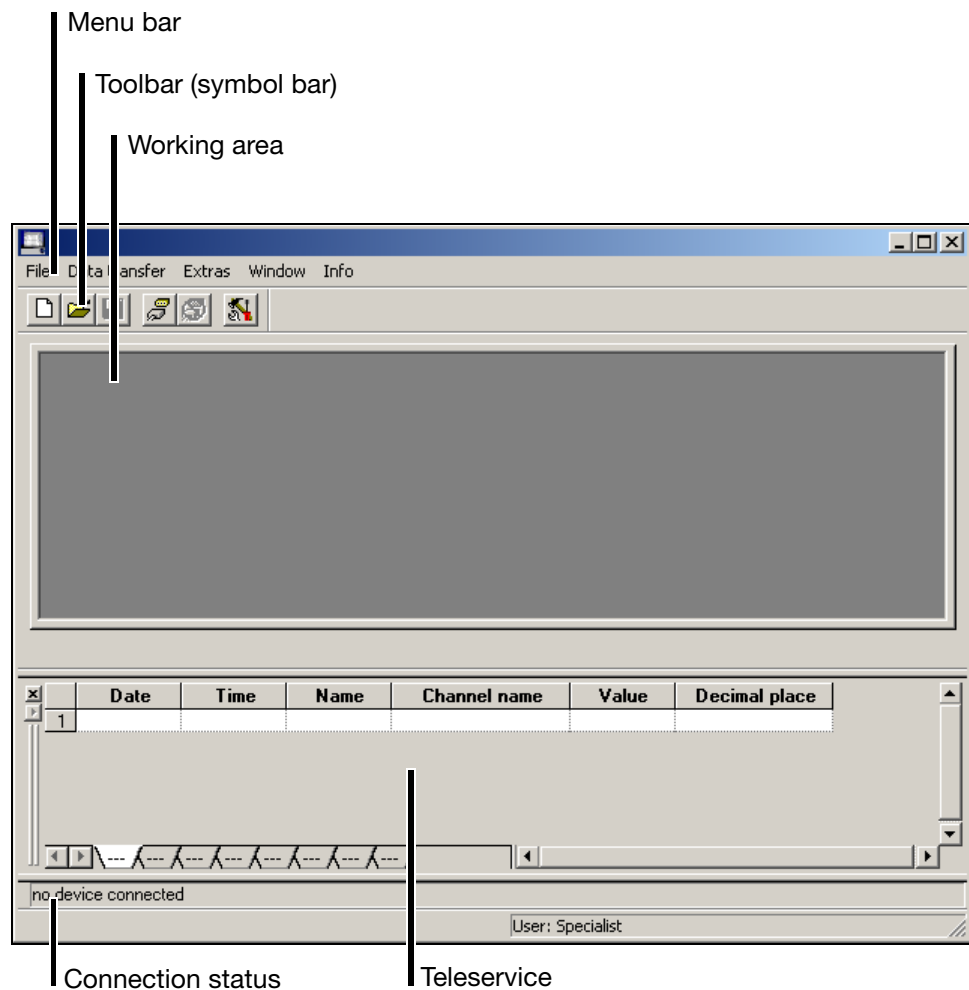 Menu bar
Toolbar (symbol bar)
Working area
File Data Transfer Extras Window Info
Date Time Name Channel name Value Decimal place
1
--- --- --- --- --- --- --- ---
no device connected
User: Specialist
Connection status Teleservice